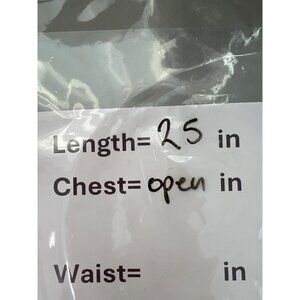 Length= 25 in
Chest= open in
Waist= in